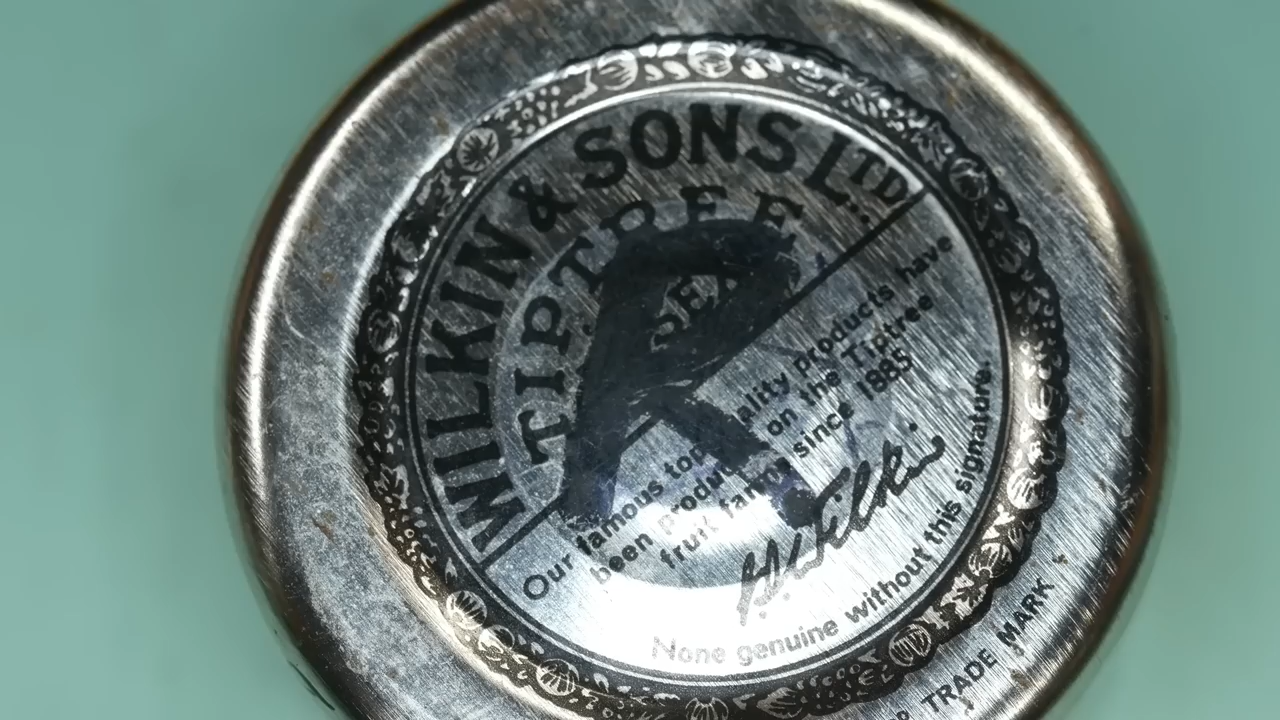 WILKIN & SONS LTD
TIPTREE
Our famous top quality products have
been produced on the Tiptree
fruit farms since 1885
None genuine without this signature.
TRADE MARK